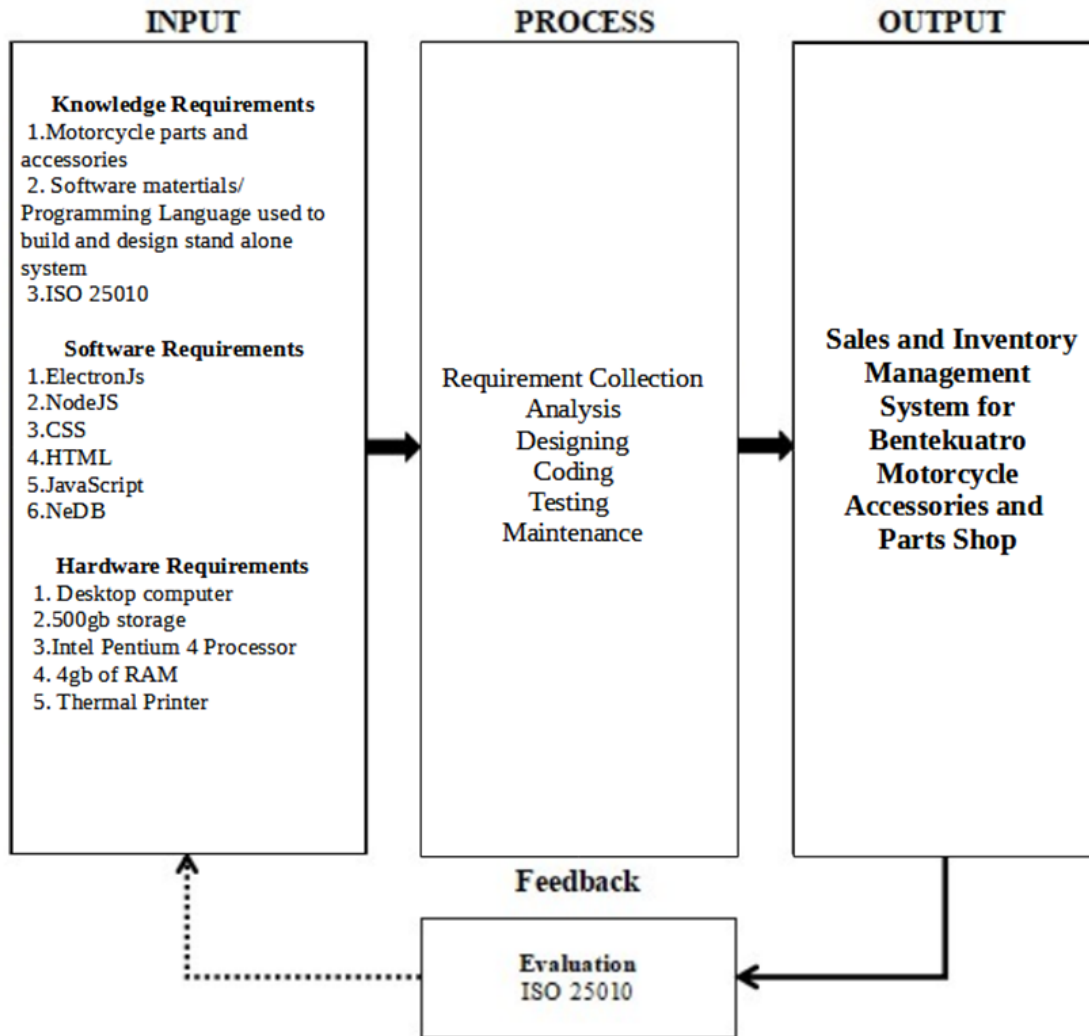 INPUT
Knowledge Requirements
1.Motorcycle parts and
accessories
2. Software matertials/
Programming Language used to
build and design stand alone
system
3.ISO 25010
Software Requirements
1.ElectronJs
2.NodeJS
3.CSS
4.HTML
5.JavaScript
6.NeDB
Hardware Requirements
1. Desktop computer
2.500gb storage
3.Intel Pentium 4 Processor
4. 4gb of RAM
5. Thermal Printer
PROCESS
Requirement Collection
Analysis
Designing
Coding
Testing
Maintenance
OUTPUT
Sales and Inventory
Management
System for
Bentekuatro
Motorcycle
Accessories and
Parts Shop
Feedback
Evaluation
ISO 25010